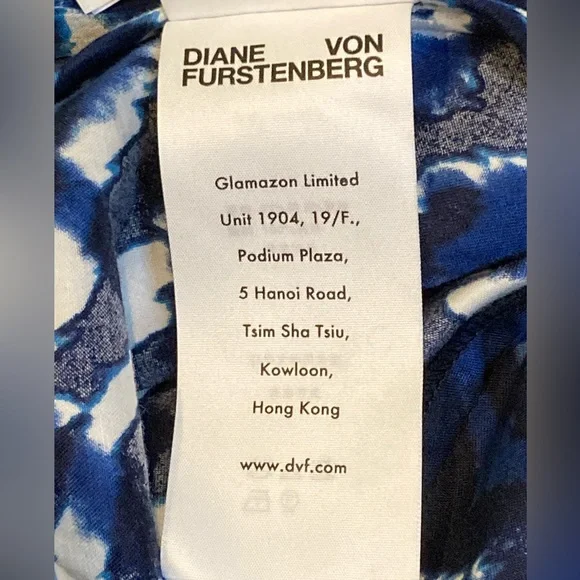 DIANE VON
FURSTENBERG
Glamazon Limited
Unit 1904, 19/F.,
Podium Plaza,
5 Hanoi Road,
Tsim Sha Tsiu,
Kowloon,
Hong Kong
www.dvf.com